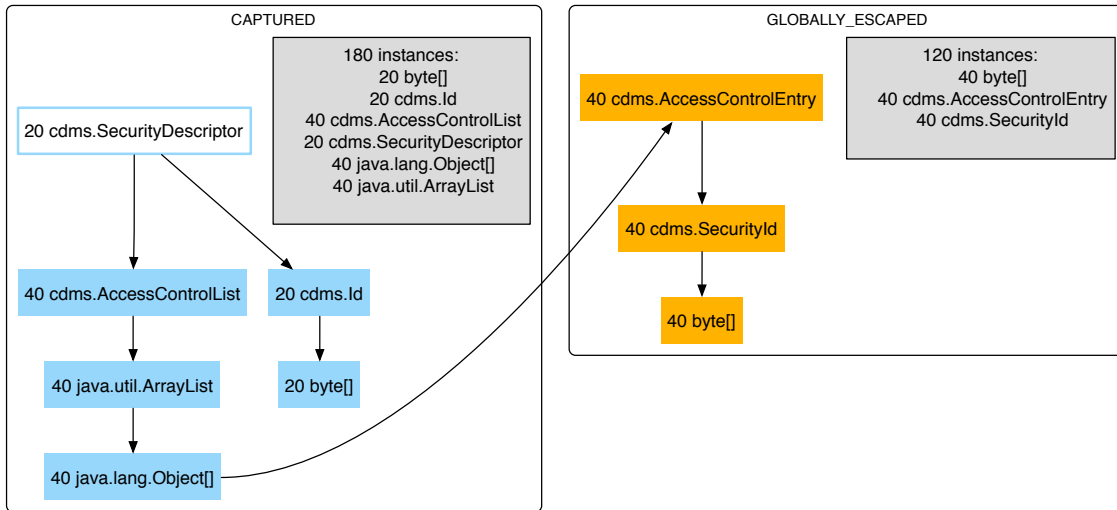 CAPTURED
180 instances:
20 byte[]
20 cdms.Id
40 cdms.AccessControlList
20 cdms.SecurityDescriptor
40 java.lang.Object[]
40 java.util.ArrayList
20 cdms.SecurityDescriptor
40 cdms.AccessControlList
20 cdms.Id
40 java.util.ArrayList
20 byte[]
40 java.lang.Object[]
GLOBALLY_ESCAPED
120 instances:
40 byte[]
40 cdms.AccessControlEntry
40 cdms.SecurityId
40 cdms.AccessControlEntry
40 cdms.SecurityId
40 byte[]